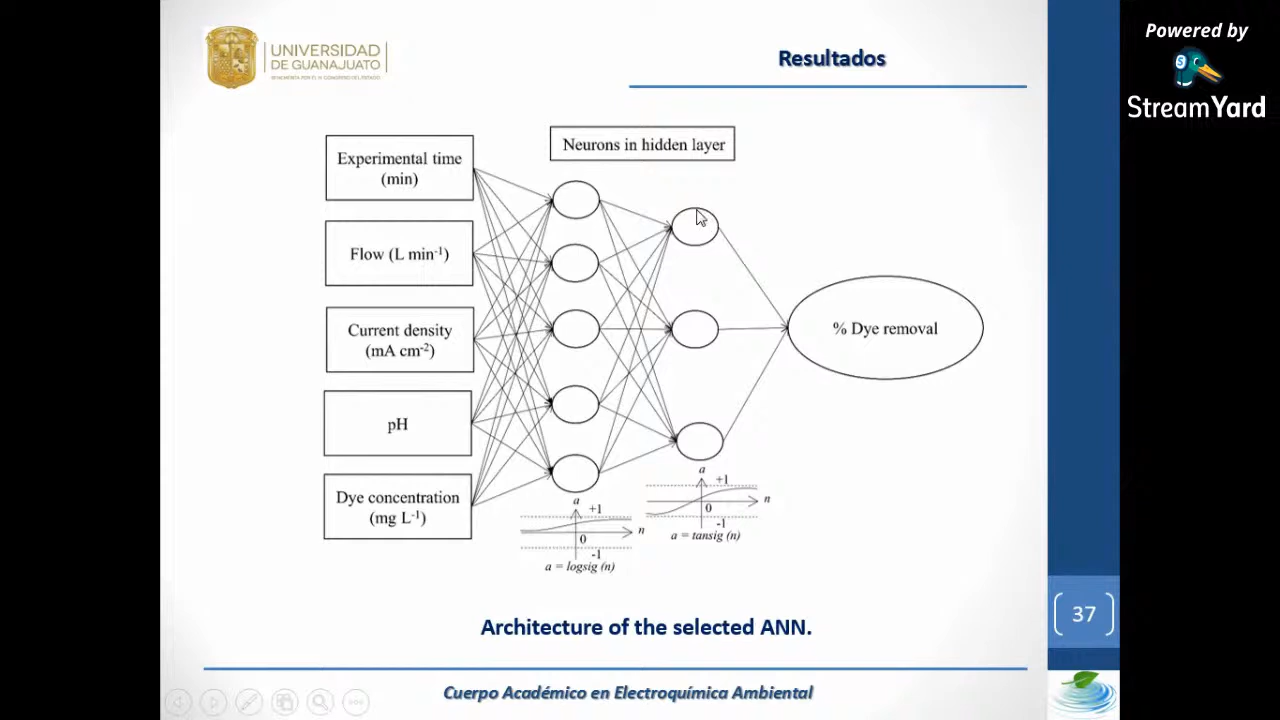 UNIVERSIDAD
DE GUANAJUATO
Resultados
Powered by
StreamYard
Neurons in hidden layer
Experimental time
(min)
Flow (L min⁻¹)
Current density
(mA cm⁻²)
pH
Dye concentration
(mg L⁻¹)
% Dye removal
a
+1
n
0
-1
a = logsig (n)
a
+1
n
0
-1
a = tansig (n)
Architecture of the selected ANN.
37
Cuerpo Académico en Electroquímica Ambiental